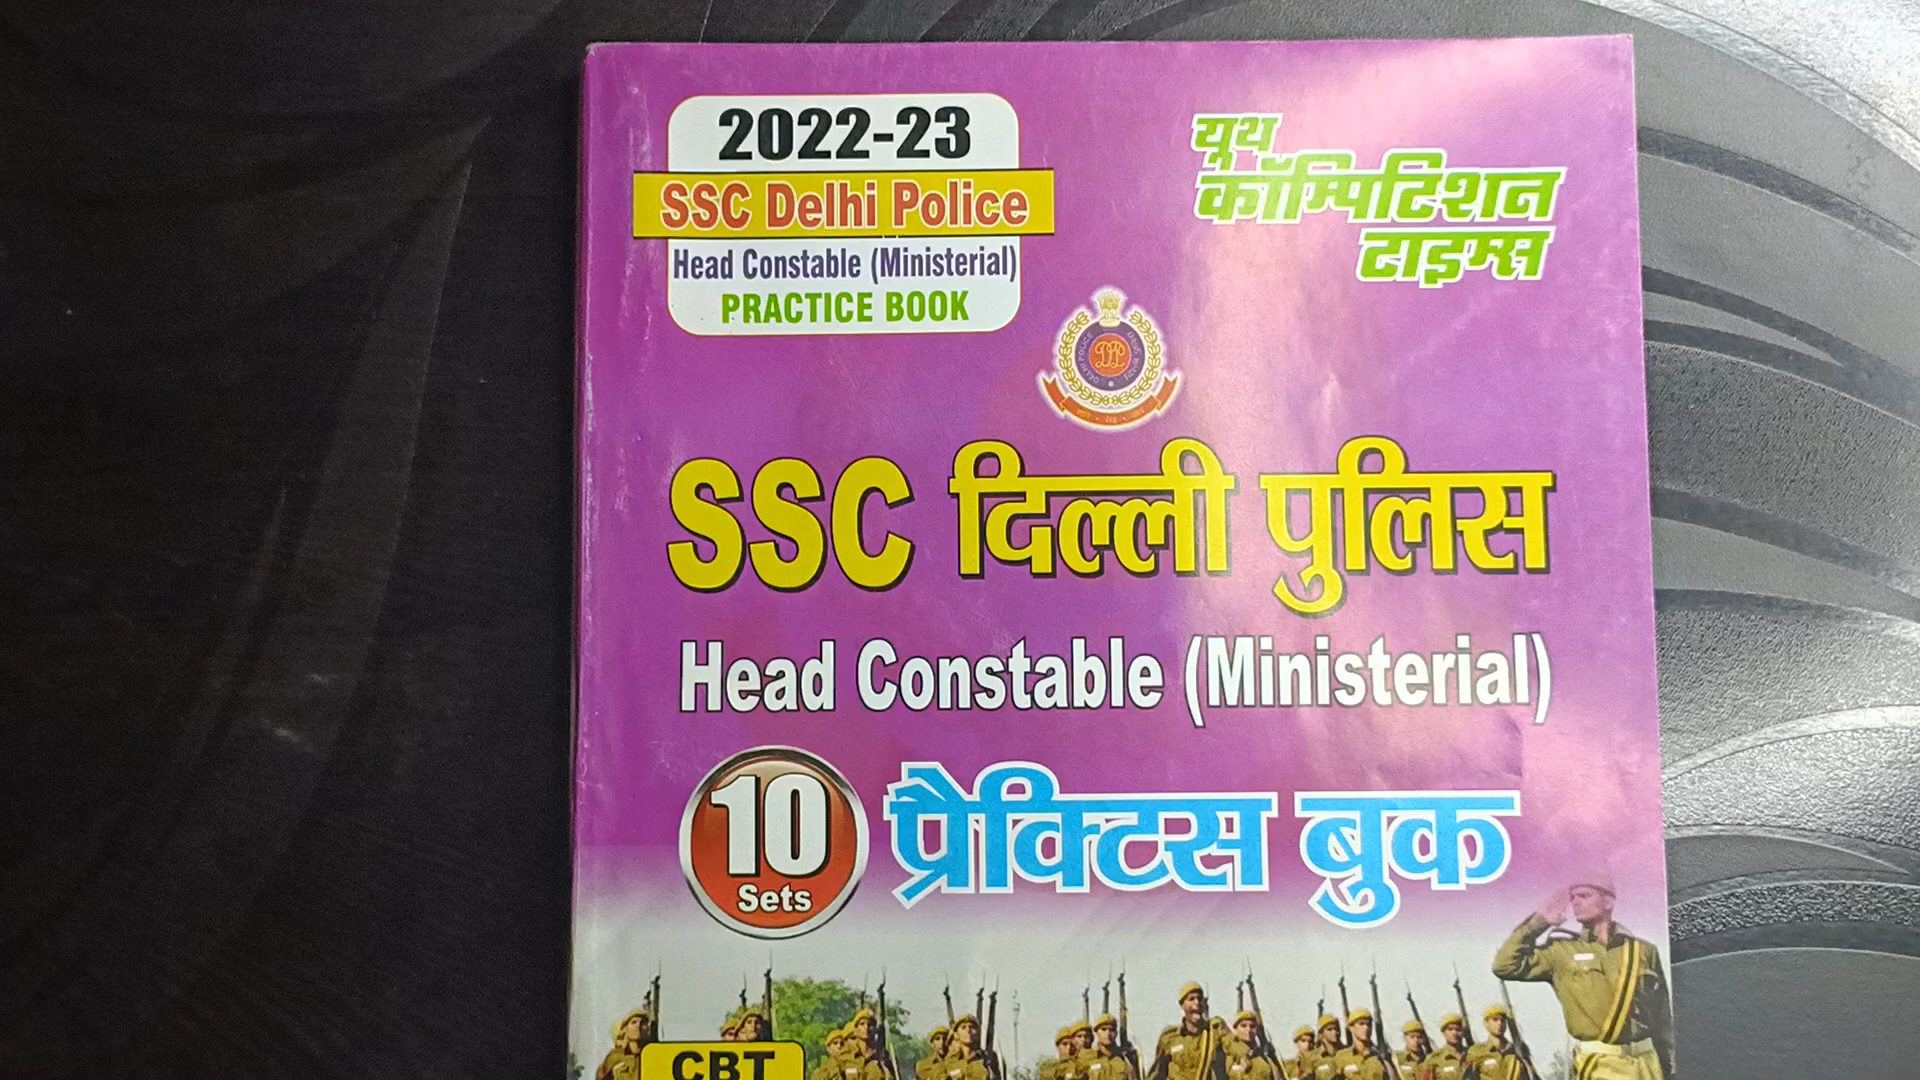 2022-23
SSC Delhi Police
Head Constable (Ministerial)
PRACTICE BOOK
यूथ
कॉम्पिटिशन
टाइम्स
SSC दिल्ली पुलिस
Head Constable (Ministerial)
10
Sets
प्रैक्टिस बुक
CBT